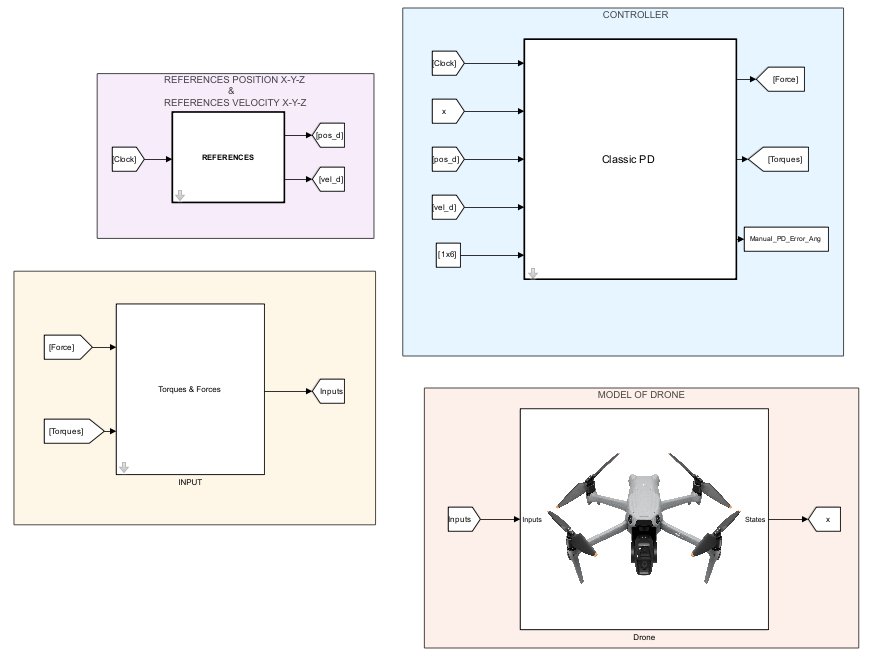 REFERENCES POSITION X-Y-Z
&
REFERENCES VELOCITY X-Y-Z
[Clock]
REFERENCES
[pos_d]
[vel_d]
CONTROLLER
[Clock]
x
[pos_d]
[vel_d]
[1x6]
Classic PD
[Force]
[Torques]
Manual_PD_Error_Ang
[Force]
[Torques]
Torques & Forces
Inputs
INPUT
MODEL OF DRONE
Inputs
Inputs
States
x
Drone